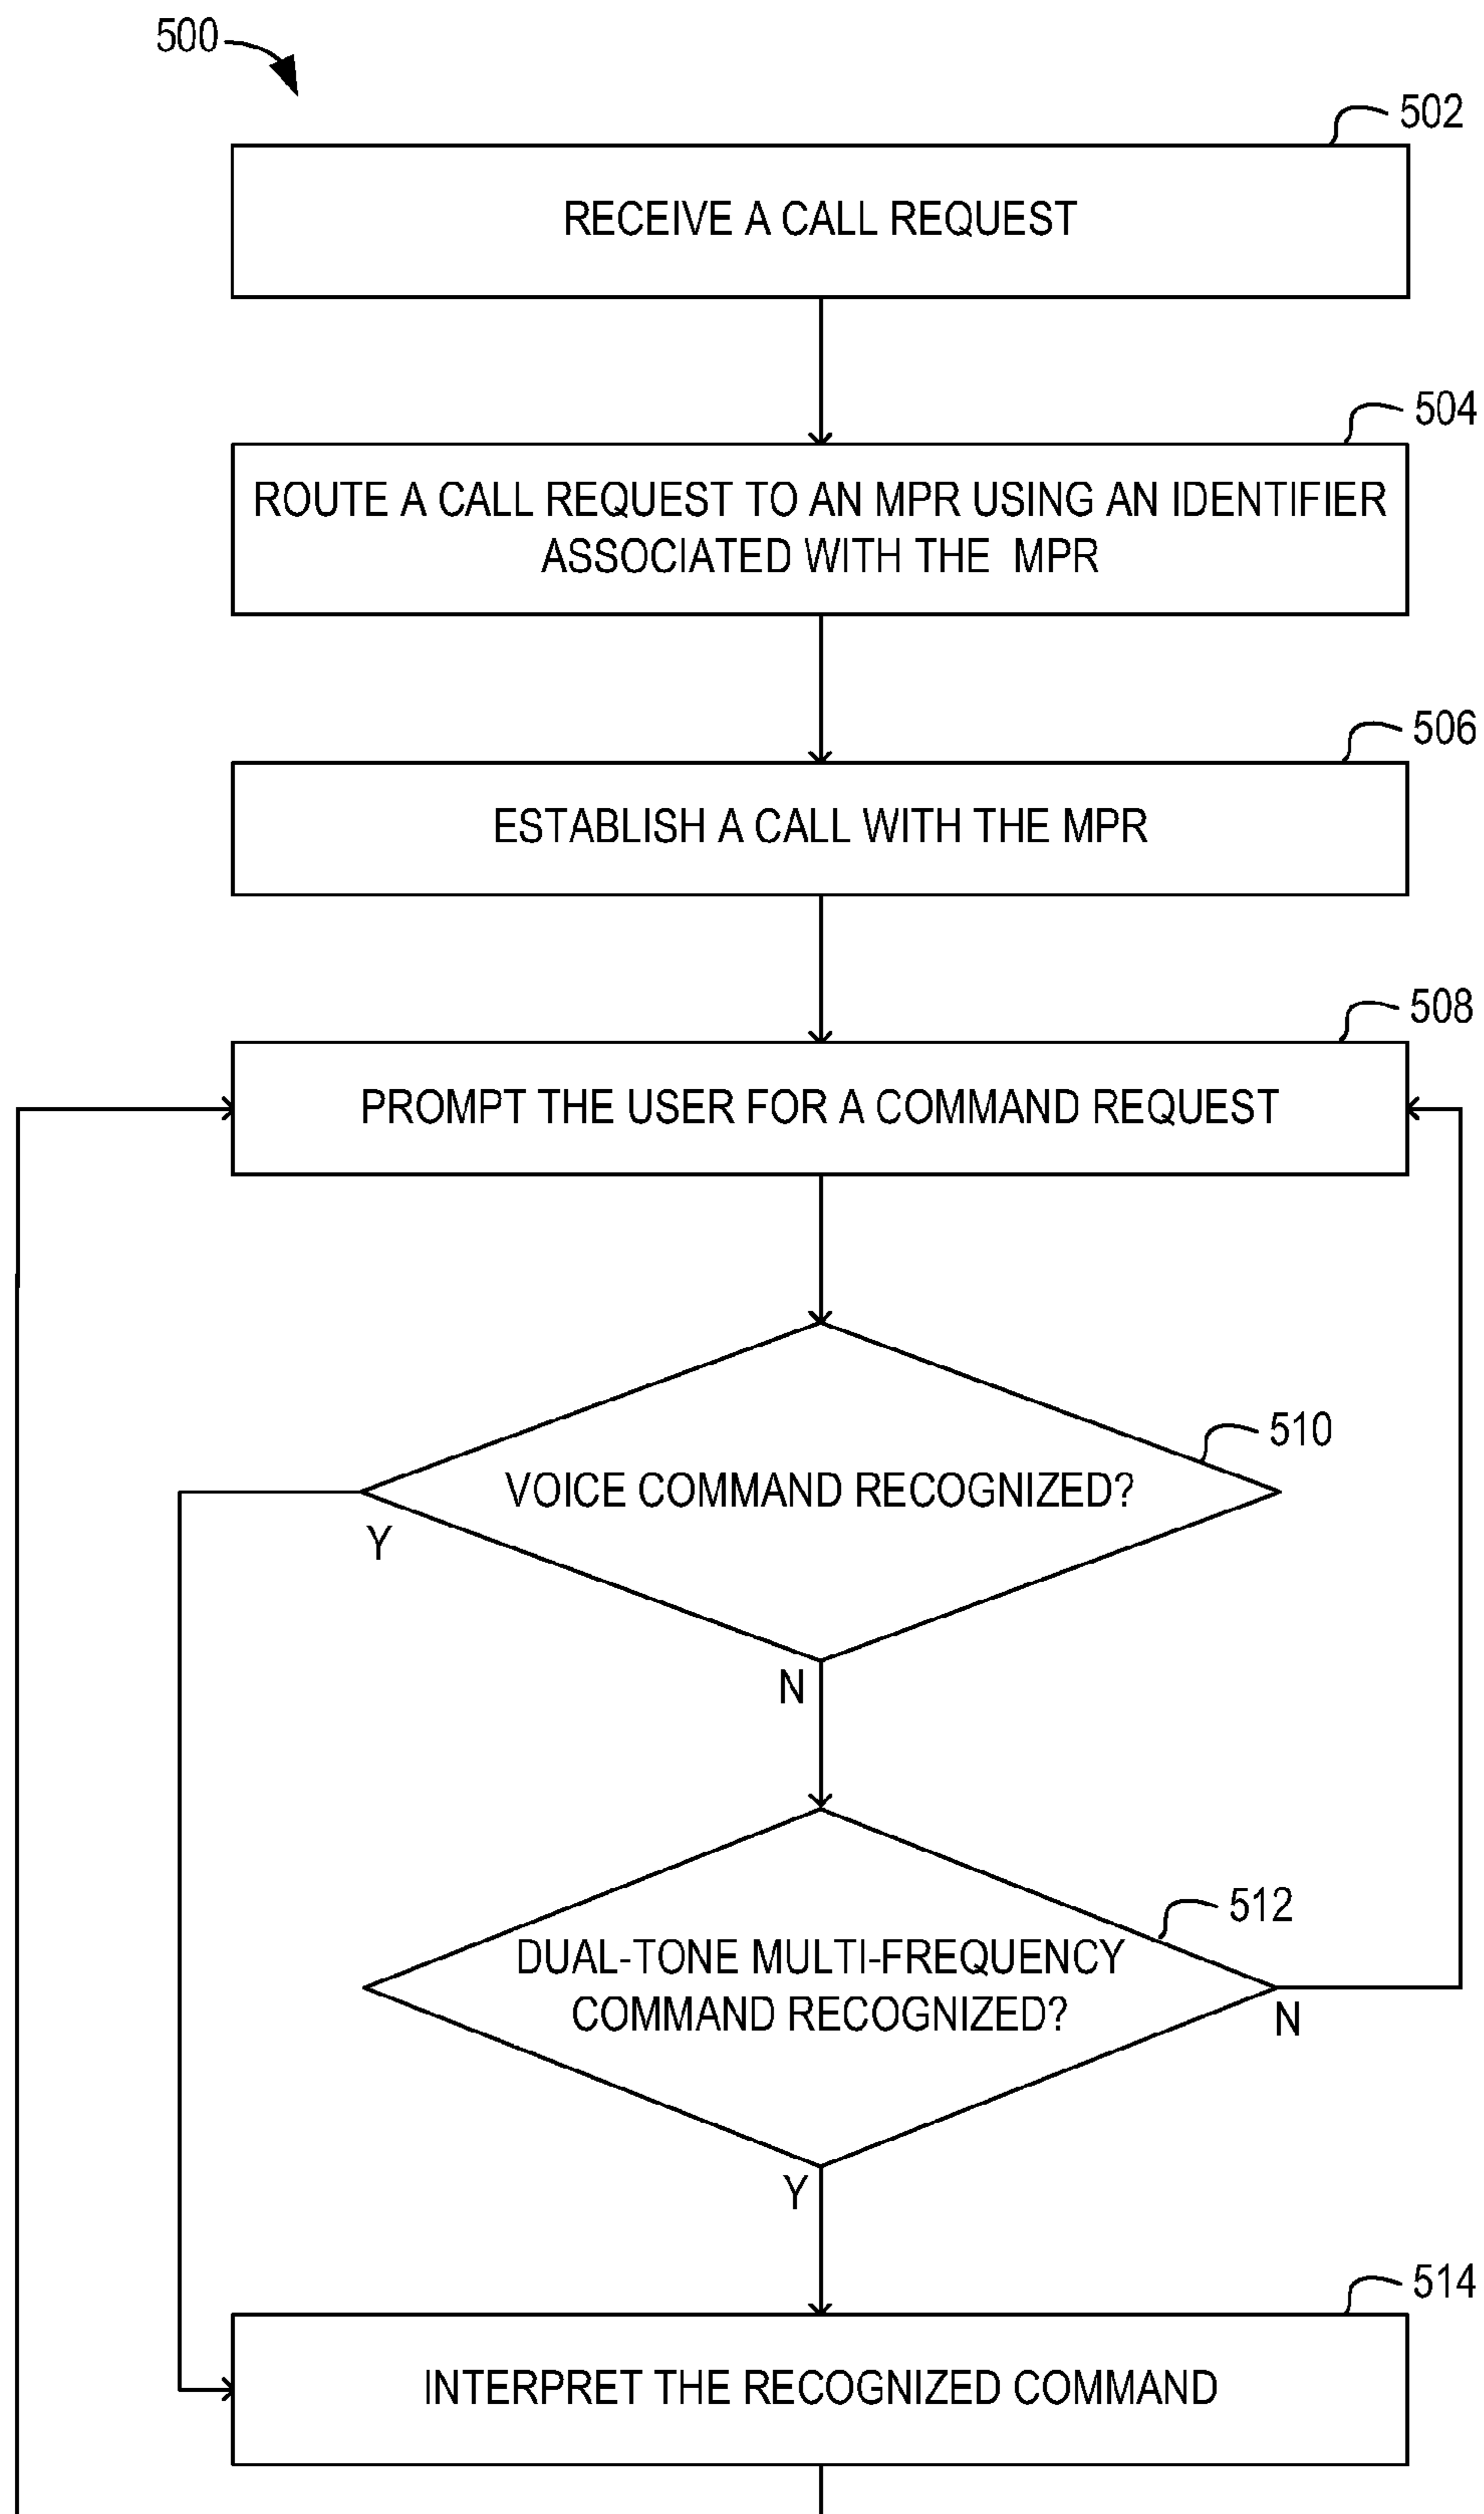 500
502
RECEIVE A CALL REQUEST
504
ROUTE A CALL REQUEST TO AN MPR USING AN IDENTIFIER
ASSOCIATED WITH THE MPR
506
ESTABLISH A CALL WITH THE MPR
508
PROMPT THE USER FOR A COMMAND REQUEST
510
VOICE COMMAND RECOGNIZED?
Y
N
512
DUAL-TONE MULTI-FREQUENCY
COMMAND RECOGNIZED?
N
Y
514
INTERPRET THE RECOGNIZED COMMAND